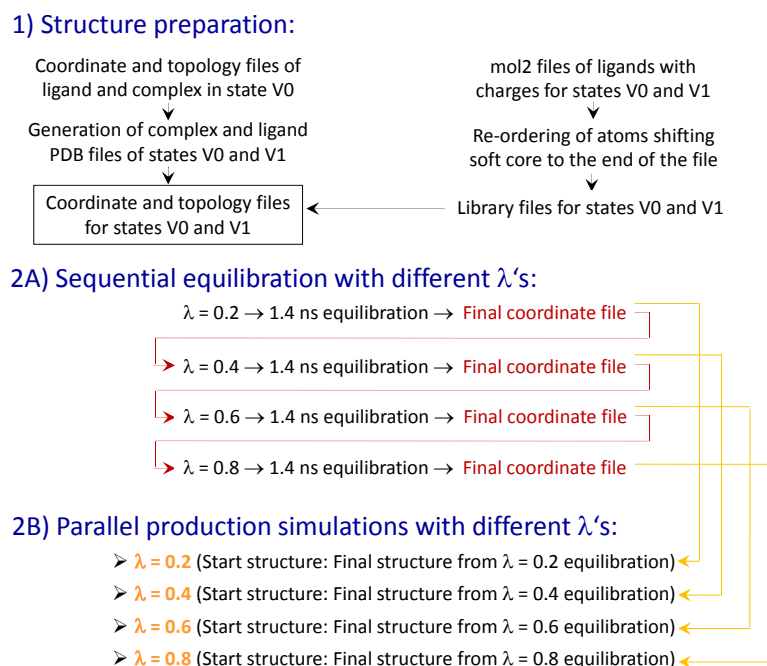 1) Structure preparation:
Coordinate and topology files of
ligand and complex in state V0
Generation of complex and ligand
PDB files of states V0 and V1
Coordinate and topology files
for states V0 and V1
mol2 files of ligands with
charges for states V0 and V1
Re-ordering of atoms shifting
soft core to the end of the file
Library files for states V0 and V1
2A) Sequential equilibration with different λ‘s:
λ = 0.2 → 1.4 ns equilibration → Final coordinate file
λ = 0.4 → 1.4 ns equilibration → Final coordinate file
λ = 0.6 → 1.4 ns equilibration → Final coordinate file
λ = 0.8 → 1.4 ns equilibration → Final coordinate file
2B) Parallel production simulations with different λ‘s:
➢ λ = 0.2 (Start structure: Final structure from λ = 0.2 equilibration)
➢ λ = 0.4 (Start structure: Final structure from λ = 0.4 equilibration)
➢ λ = 0.6 (Start structure: Final structure from λ = 0.6 equilibration)
➢ λ = 0.8 (Start structure: Final structure from λ = 0.8 equilibration)